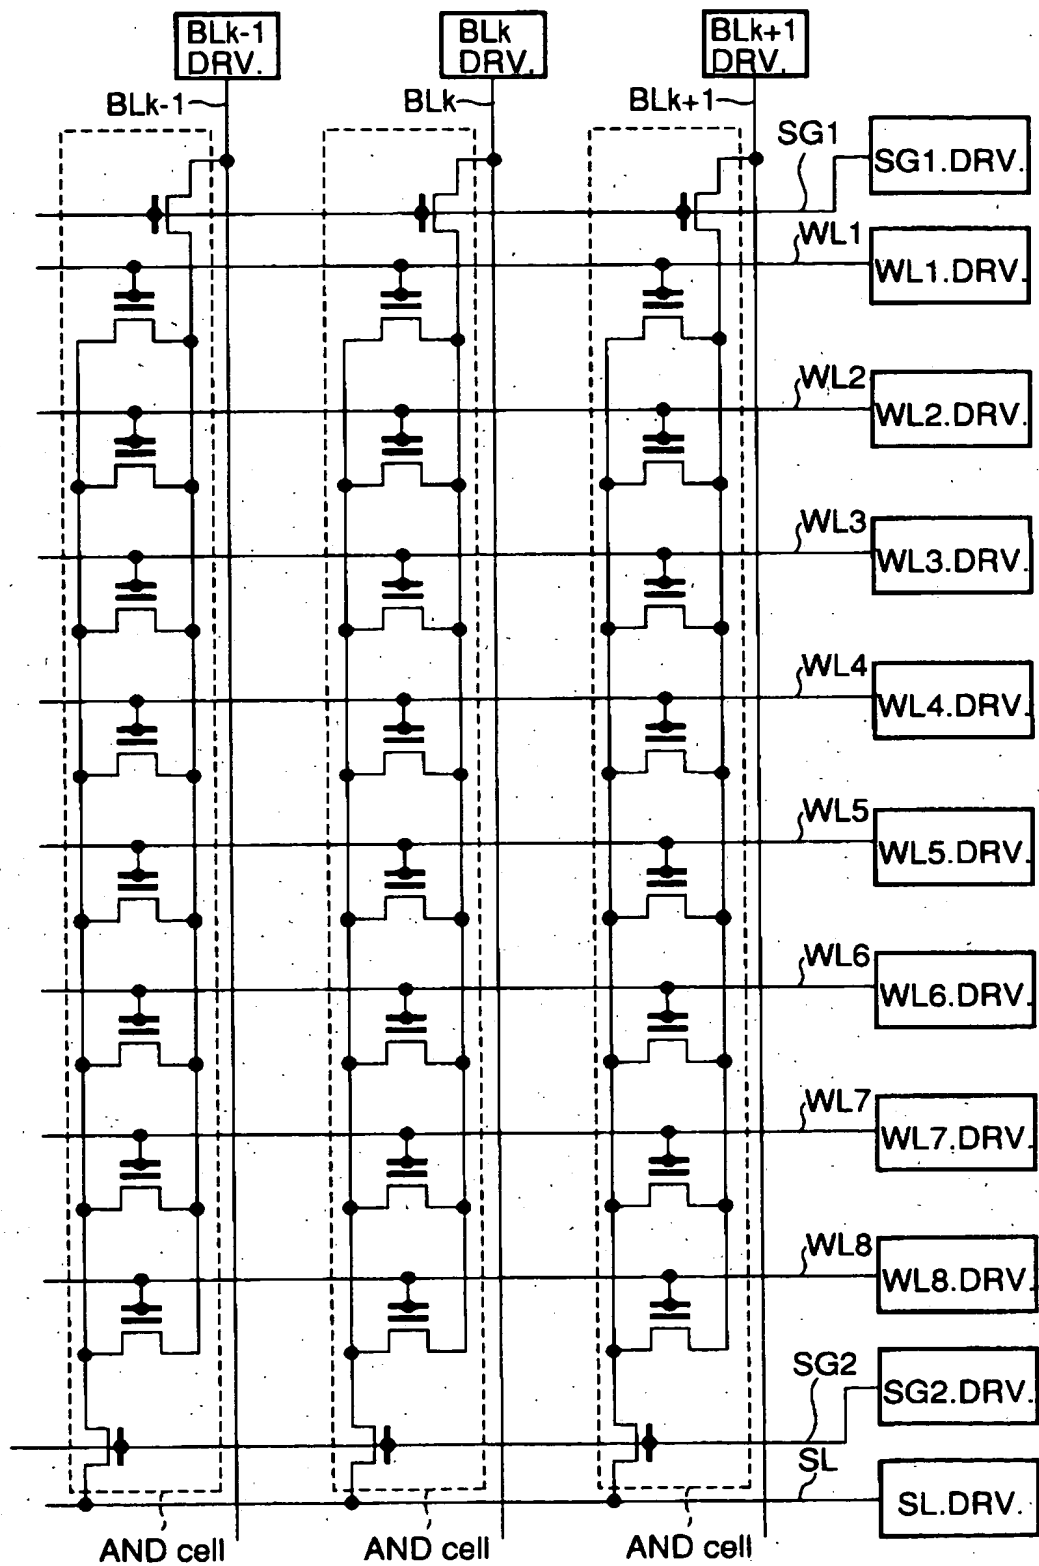 BLk-1
DRV.
BLk
DRV.
BLk+1
DRV.
BLk-1
BLk
BLk+1
SG1
SG1.DRV.
WL1
WL1.DRV.
WL2
WL2.DRV.
WL3
WL3.DRV.
WL4
WL4.DRV.
WL5
WL5.DRV.
WL6
WL6.DRV.
WL7
WL7.DRV.
WL8
WL8.DRV.
SG2
SG2.DRV.
SL
SL.DRV.
AND cell
AND cell
AND cell